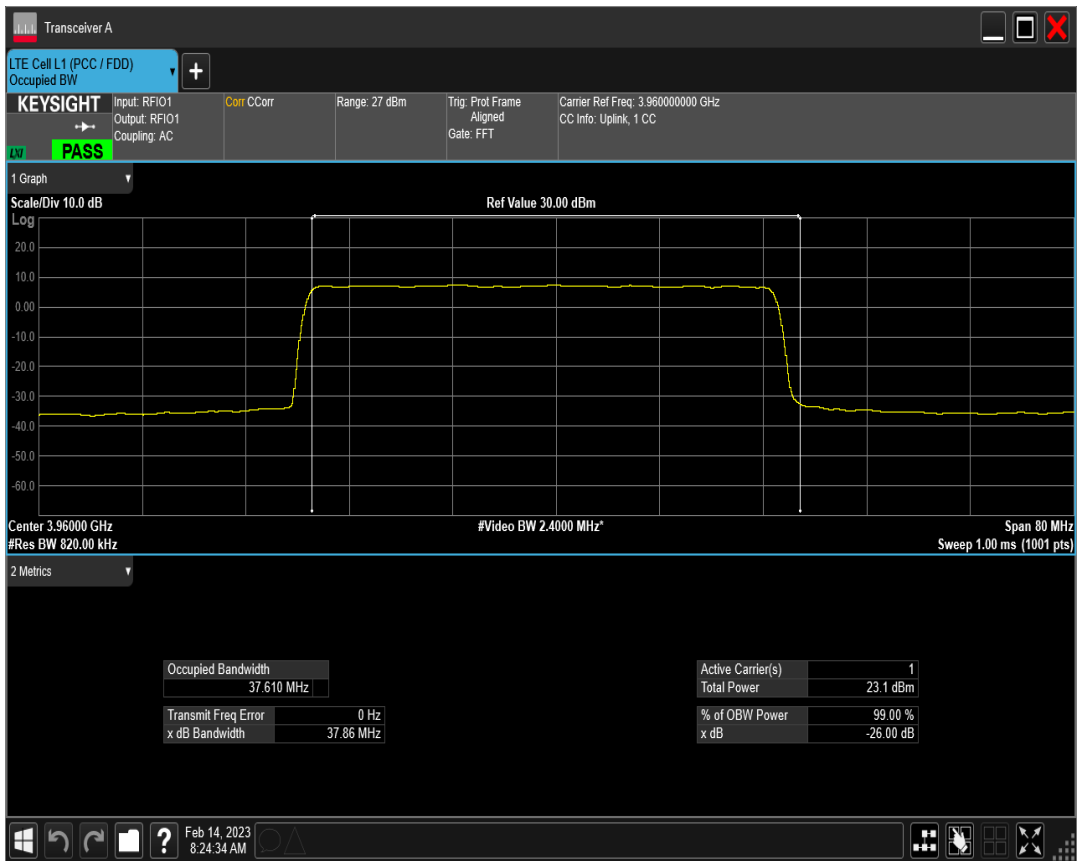 Transceiver A
LTE Cell L1 (PCC / FDD)
Occupied BW
+
KEYSIGHT
LXI
PASS
Input: RFIO1
Output: RFIO1
Coupling: AC
Corr CCorr
Range: 27 dBm
Trig: Prot Frame
Aligned
Gate: FFT
Carrier Ref Freq: 3.960000000 GHz
CC Info: Uplink, 1 CC
1 Graph
Scale/Div 10.0 dB
Ref Value 30.00 dBm
Log
20.0
10.0
0.00
-10.0
-20.0
-30.0
-40.0
-50.0
-60.0
Center 3.96000 GHz
#Video BW 2.4000 MHz*
Span 80 MHz
#Res BW 820.00 kHz
Sweep 1.00 ms (1001 pts)
2 Metrics
Occupied Bandwidth
37.610 MHz
Transmit Freq Error 0 Hz
x dB Bandwidth 37.86 MHz
Active Carrier(s) 1
Total Power 23.1 dBm
% of OBW Power 99.00 %
x dB -26.00 dB
?
Feb 14, 2023
8:24:34 AM